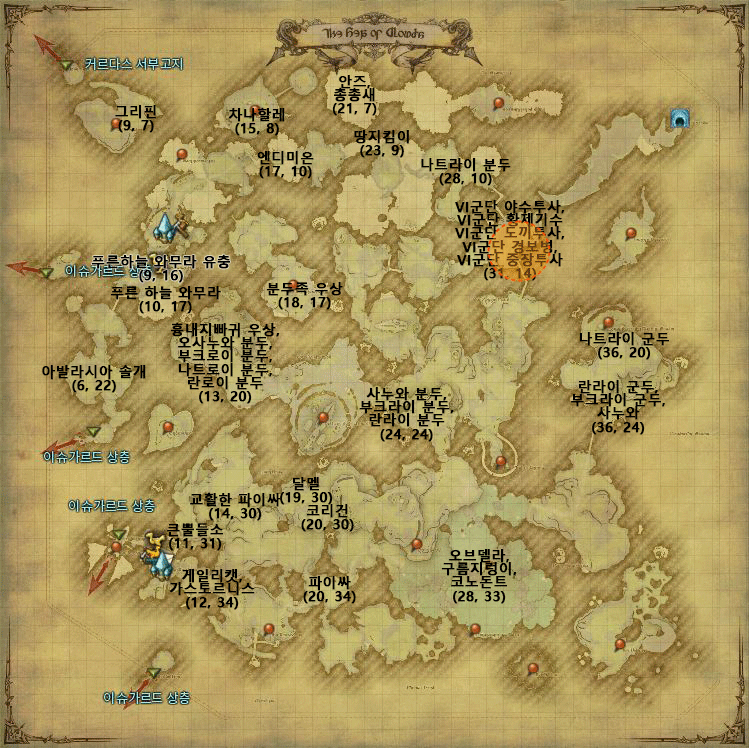 The Sea of Clouds
커르다스 서부고지
안즈,
총총새
(21, 7)
그리핀
(9, 7)
차나할레
(15, 8)
땅지킴이
(23, 9)
엔디미온
(17, 10)
나트라이 분두
(28, 10)
VI군단 야수투사,
VI군단 황제기수
VI군단 도끼투사,
VI군단 경보병,
VI군단 중장투사
(31, 14)
푸른하늘 와무라 유충
(9, 16)
푸른 하늘 와무라
(10, 17)
분두족 우상
(18, 17)
흉내지빠귀 우상,
오사누와 분두,
부크로이 분두,
나트로이 분두,
란로이 분두
(13, 20)
나트라이 군두
(36, 20)
아발라시아 솔개
(6, 22)
사누와 분두,
부크라이 분두,
란라이 분두
(24, 24)
란라이 군두,
부크라이 군두,
사누와
(36, 24)
이슈가르드 상층
달멜
(19, 30)
교활한 파이싸
(14, 30)
코리건
(20, 30)
이슈가르드 상층
큰뿔들소
(11, 31)
오브델라,
구름지렁이,
코노돈트
(28, 33)
게일리캣,
가스토르니스
(12, 34)
파이싸
(20, 34)
이슈가르드 상층